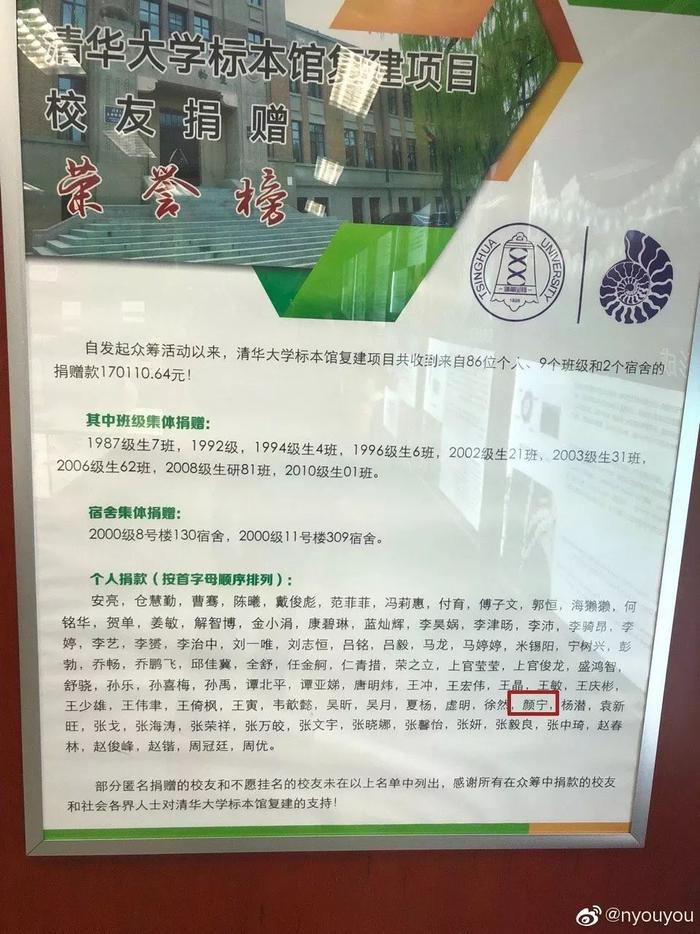 清华大学标本馆复建项目
校友捐赠
荣誉榜
TSINGHUA UNIVERSITY
自发起众筹活动以来，清华大学标本馆复建项目共收到来自86位个人、9个班级和2个宿舍的
捐赠款170110.64元！
其中班级集体捐赠：
1987级生7班，1992级，1994级生4班，1996级生6班，2002级生21班，2003级生31班，
2006级生62班，2008级生研81班，2010级生01班。
宿舍集体捐赠：
2000级8号楼130宿舍，2000级11号楼309宿舍。
个人捐款（按首字母顺序排列）：
安亮，仓慧勤，曹骞，陈曦，戴俊彪，范菲菲，冯莉惠，付育，傅子文，郭恒，海獭獭，何
铭华，贺单，姜敏，解智博，金小涓，康碧琳，蓝灿辉，李昊娲，李津旸，李沛，李骑昂，李
婷，李艺，李赟，李治中，刘一唯，刘志恒，吕铭，吕毅，马龙，马婷婷，米锡阳，宁树兴，彭
勃，乔畅，乔鹏飞，邱佳冀，全舒，任金舸，仁青措，荣之立，上官莹莹，上官俊龙，盛鸿智，
舒骁，孙乐，孙喜梅，孙禹，谭北平，谭亚娣，唐明炜，王冲，王宏伟，王晶，王敏，王庆彬，
王少雄，王伟聿，王倚枫，王寅，韦歆懿，吴昕，吴月，夏杨，虚明，徐然，颜宁，杨潜，袁新
旺，张戈，张海涛，张荣祥，张万皖，张文宇，张晓娜，张馨怡，张妍，张毅良，张中琦，赵春
林，赵俊峰，赵锴，周冠廷，周优。
部分匿名捐赠的校友和不愿挂名的校友未在以上名单中列出，感谢所有在众筹中捐款的校友
和社会各界人士对清华大学标本馆复建的支持！
@nyouyou